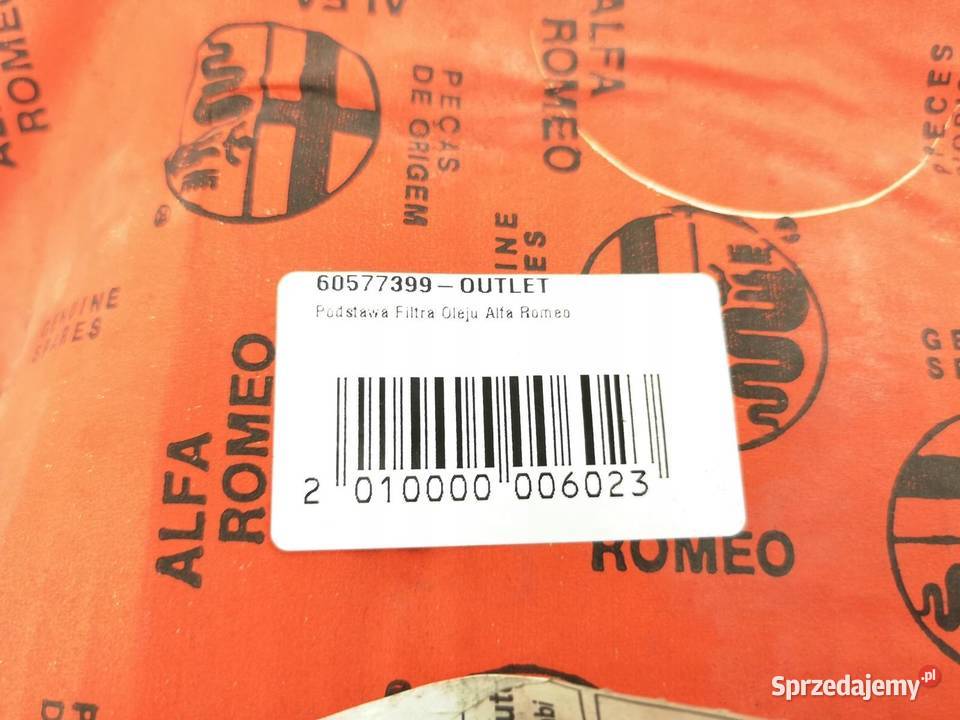 ROMEO
ALFA
ROMEO
PEÇAS
DE ORIGEM
PIECES
GENUINE
SPARES
60577399-OUTLET
Podstawa Filtra Oleju Alfa Romeo
2 010000 006023
ALFA
ROMEO
ROMEO
Sprzedajemy.pl